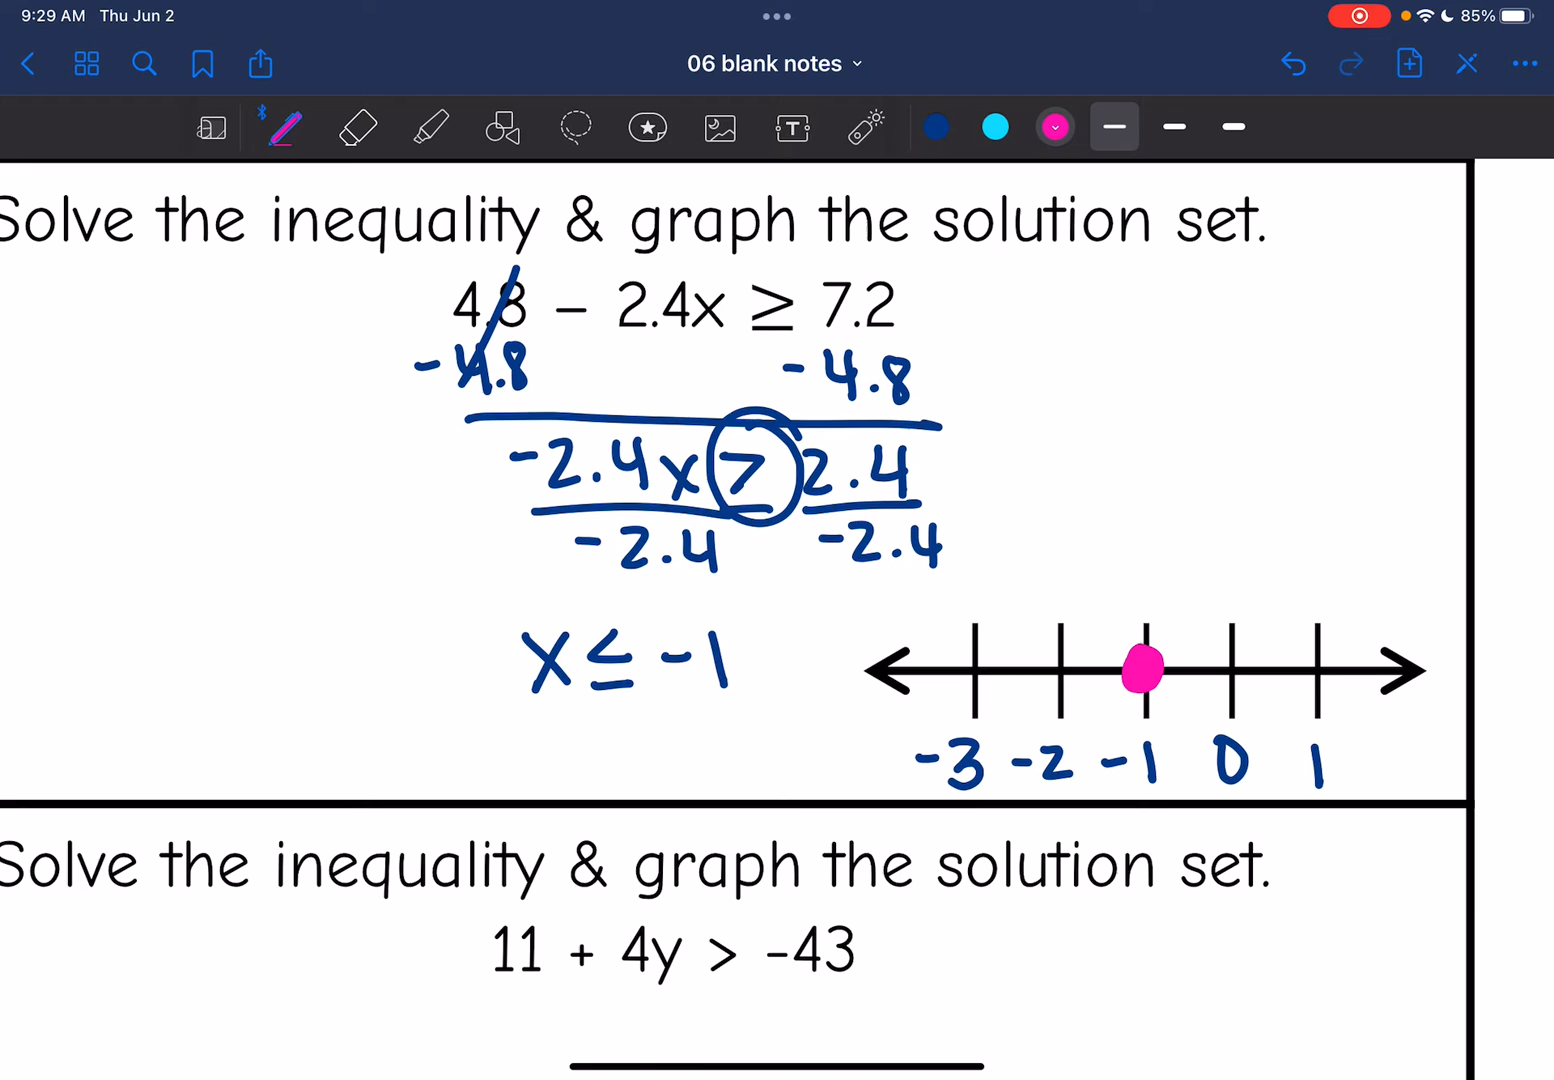 9:29 AM Thu Jun 2
85%
06 blank notes
T
Solve the inequality & graph the solution set.
4.8 – 2.4x ≥ 7.2
-4.8 -4.8
-2.4x ≥ 2.4
-2.4 -2.4
x ≤ -1
-3 -2 -1 0 1
Solve the inequality & graph the solution set.
11 + 4y > -43